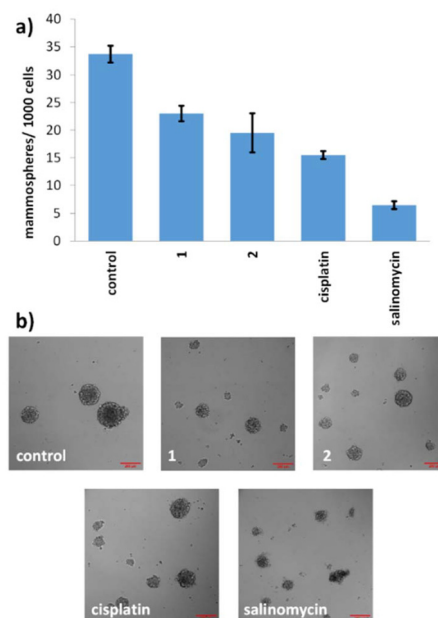 a)
mammospheres/ 1000 cells
40
35
30
25
20
15
10
5
0
control
1
2
cisplatin
salinomycin
b)
control
1
2
cisplatin
salinomycin